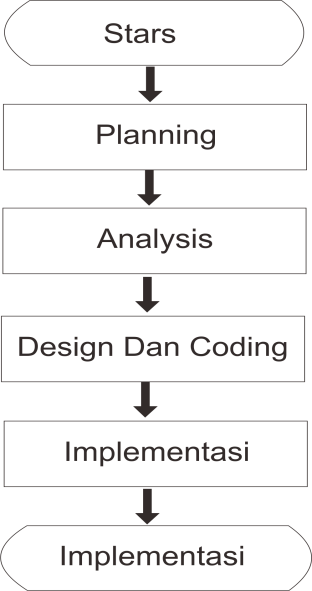 Stars
Planning
Analysis
Design Dan Coding
Implementasi
Implementasi